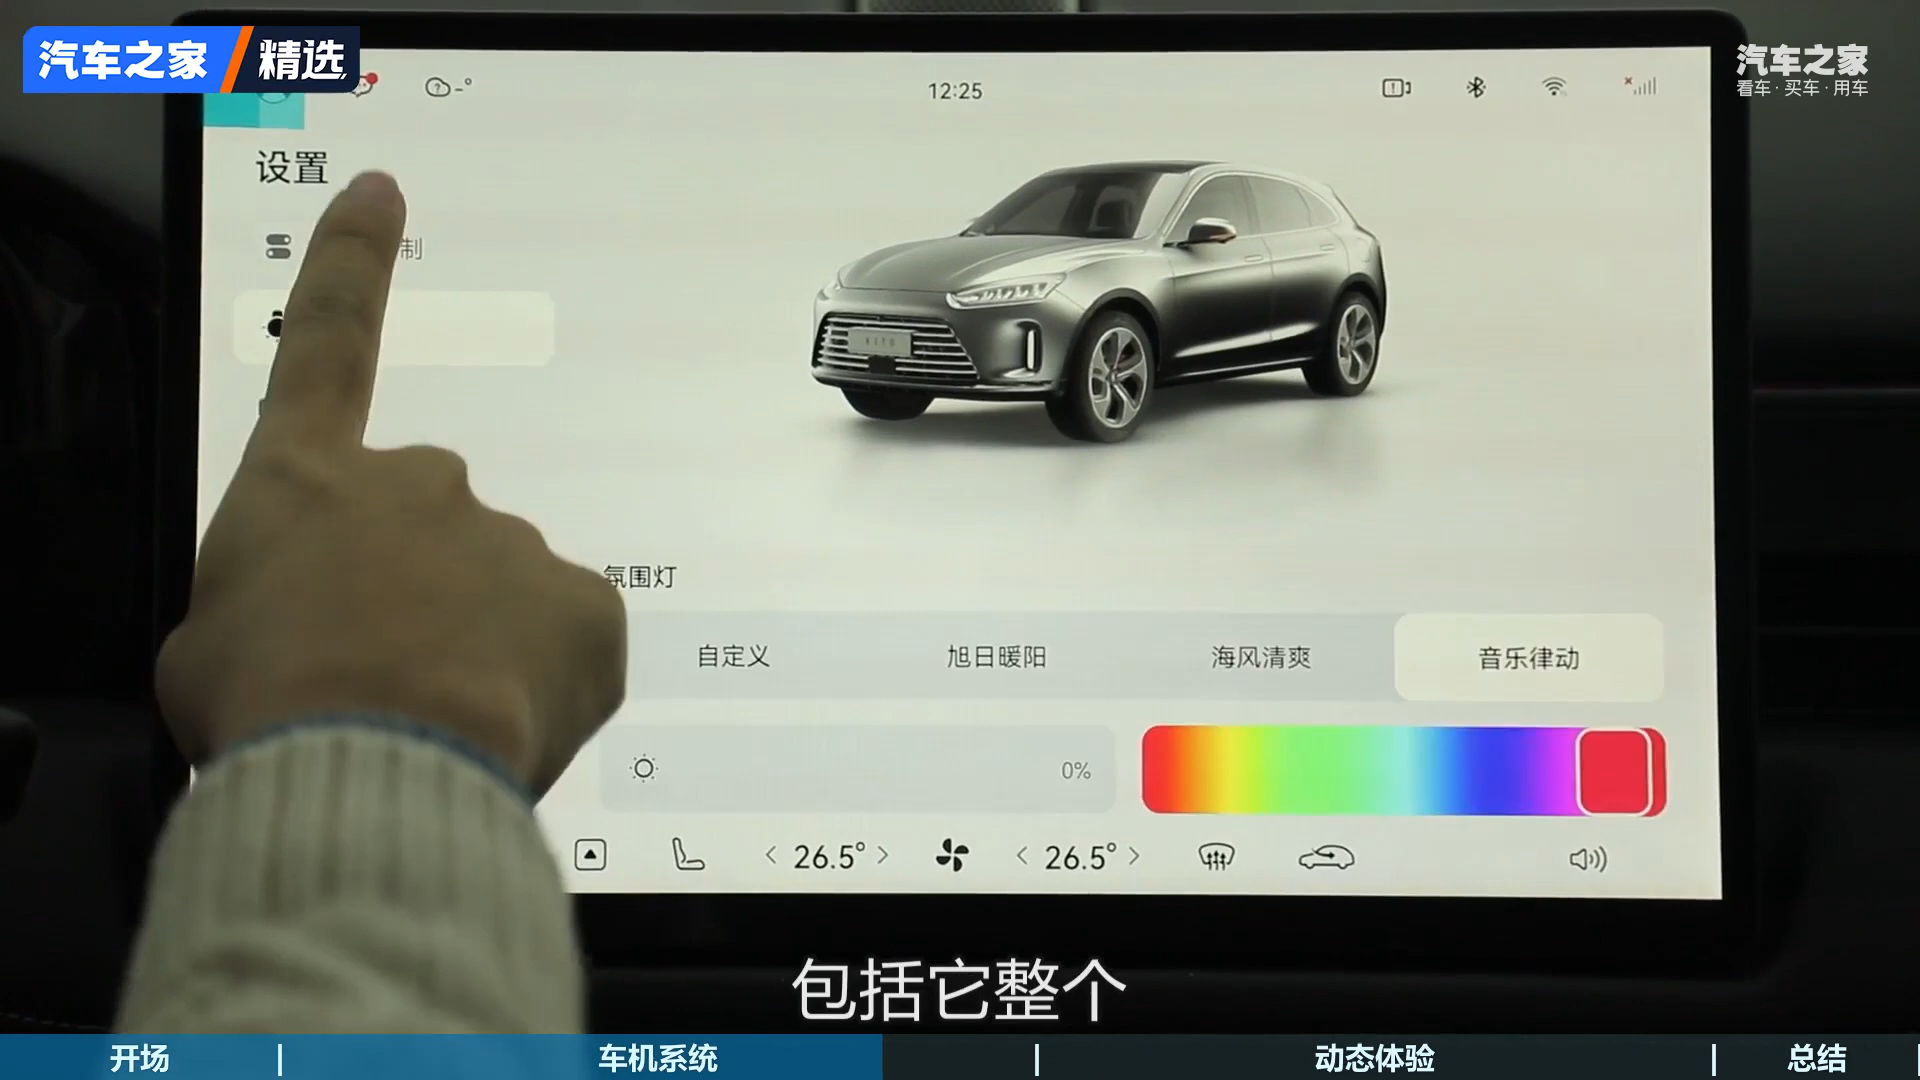 汽车之家 精选
汽车之家
看车·买车·用车
12:25
设置
制
氛围灯
自定义
旭日暖阳
海风清爽
音乐律动
0%
26.5°
26.5°
包括它整个
开场
车机系统
动态体验
总结